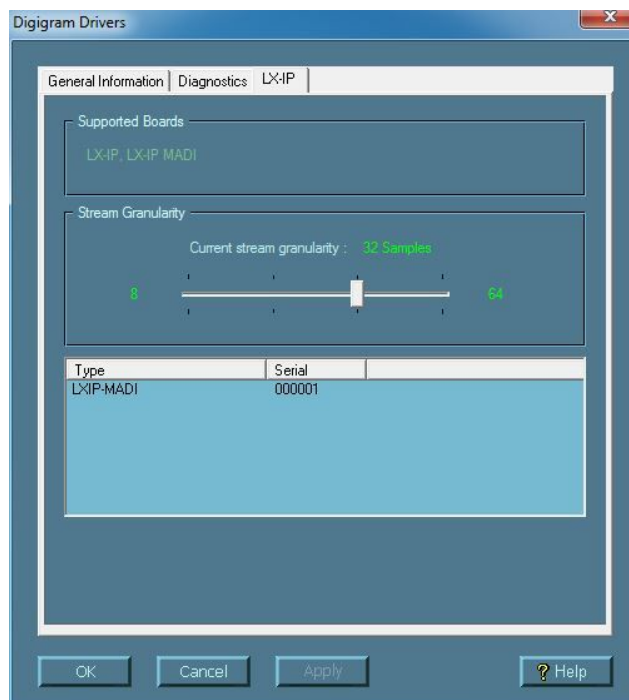 Digigram Drivers
General Information Diagnostics LX-IP
Supported Boards
LX-IP, LX-IP MADI
Stream Granularity
Current stream granularity : 32 Samples
8 64
Type Serial
LXIP-MADI 000001
OK Cancel Apply ? Help